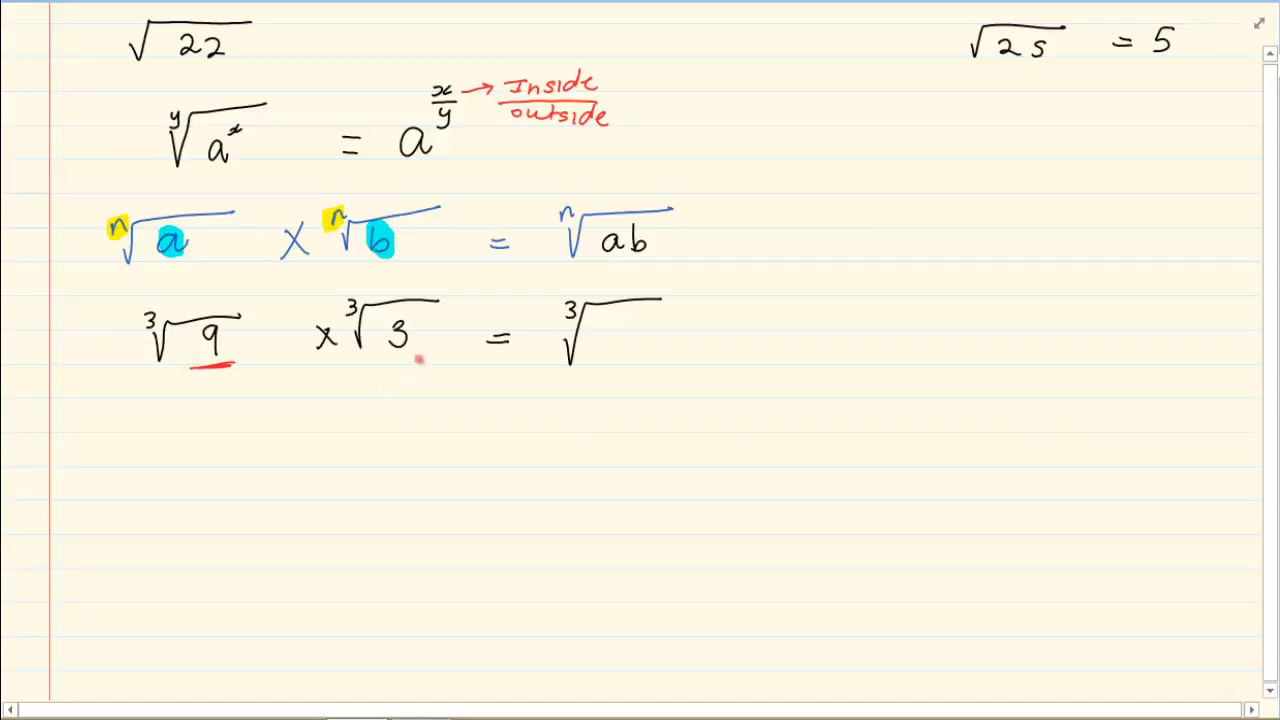 √22 √25 = 5
ʸ√aˣ = a^(x/y) → Inside/outside
ⁿ√a × ⁿ√b = ⁿ√ab
³√9 × ³√3 = ³√